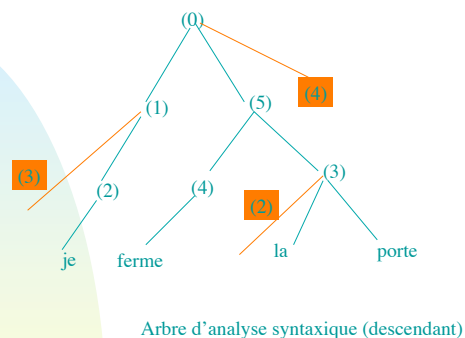 (0)
(4)
(1)
(5)
(3)
(3)
(2)
(4)
(2)
je
ferme
la
porte
Arbre d'analyse syntaxique (descendant)